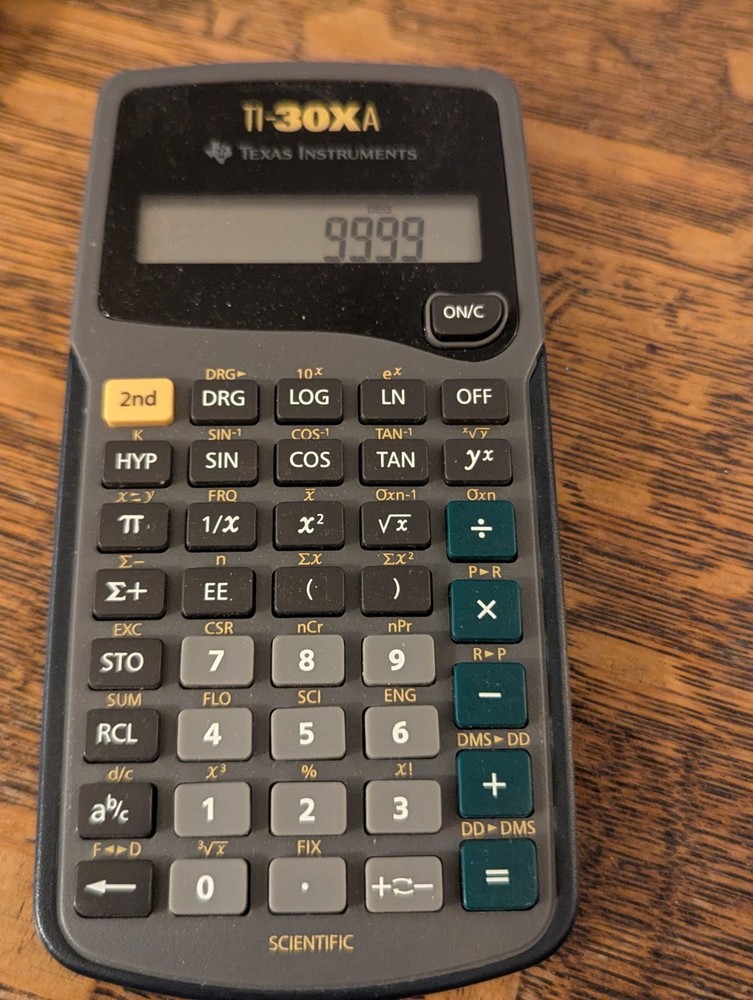 TI-30XA
TEXAS INSTRUMENTS
DEG
9999
ON/C
DRG► 10ˣ eˣ
2nd DRG LOG LN OFF
K SIN⁻¹ COS⁻¹ TAN⁻¹ ˣ√y
HYP SIN COS TAN yˣ
x⇌y FRQ x̅ σxn-1 σxn
π 1/x x² √x ÷
Σ− n Σx Σx² P►R
Σ+ EE ( ) ×
EXC CSR nCr nPr R►P
STO 7 8 9 −
SUM FLO SCI ENG DMS►DD
RCL 4 5 6 +
d/c x³ % x! DD►DMS
aᵇ/c 1 2 3 =
F◄►D ³√x FIX
← 0 . +⇄−
SCIENTIFIC